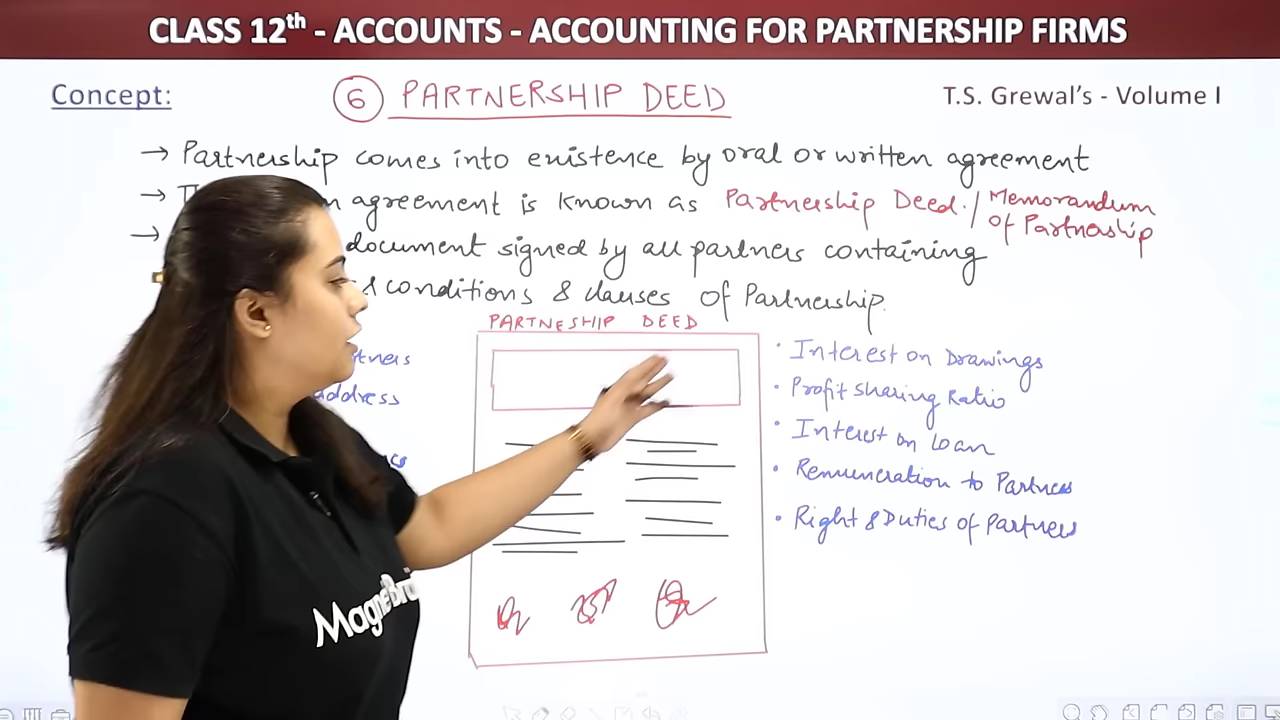 CLASS 12th - ACCOUNTS - ACCOUNTING FOR PARTNERSHIP FIRMS
Concept:
6 PARTNERSHIP DEED
T.S. Grewal's - Volume I
→ Partnership comes into existence by oral or written agreement
→ agreement is known as Partnership Deed./ Memorandum of Partnership
→ document signed by all partners containing
conditions & clauses of Partnership.
PARTNESHIP DEED
address
• Interest on Drawings
• Profit sharing Ratio
• Interest on Loan
• Remuneration to Partners
• Right & Duties of Partners
Magnet